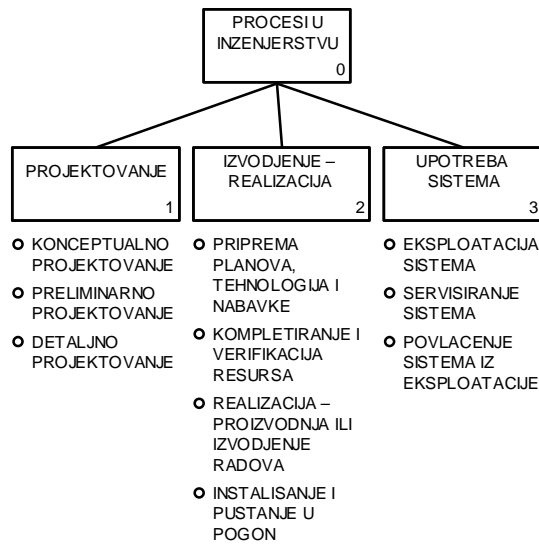 PROCESI U
INZENJERSTVU
0
PROJEKTOVANJE
1
IZVODJENJE –
REALIZACIJA
2
UPOTREBA
SISTEMA
3
KONCEPTUALNO
PROJEKTOVANJE
PRELIMINARNO
PROJEKTOVANJE
DETALJNO
PROJEKTOVANJE
PRIPREMA
PLANOVA,
TEHNOLOGIJA I
NABAVKE
KOMPLETIRANJE I
VERIFIKACIJA
RESURSA
REALIZACIJA –
PROIZVODNJA ILI
IZVODJENJE
RADOVA
INSTALISANJE I
PUSTANJE U
POGON
EKSPLOATACIJA
SISTEMA
SERVISIRANJE
SISTEMA
POVLACENJE
SISTEMA IZ
EKSPLOATACIJE